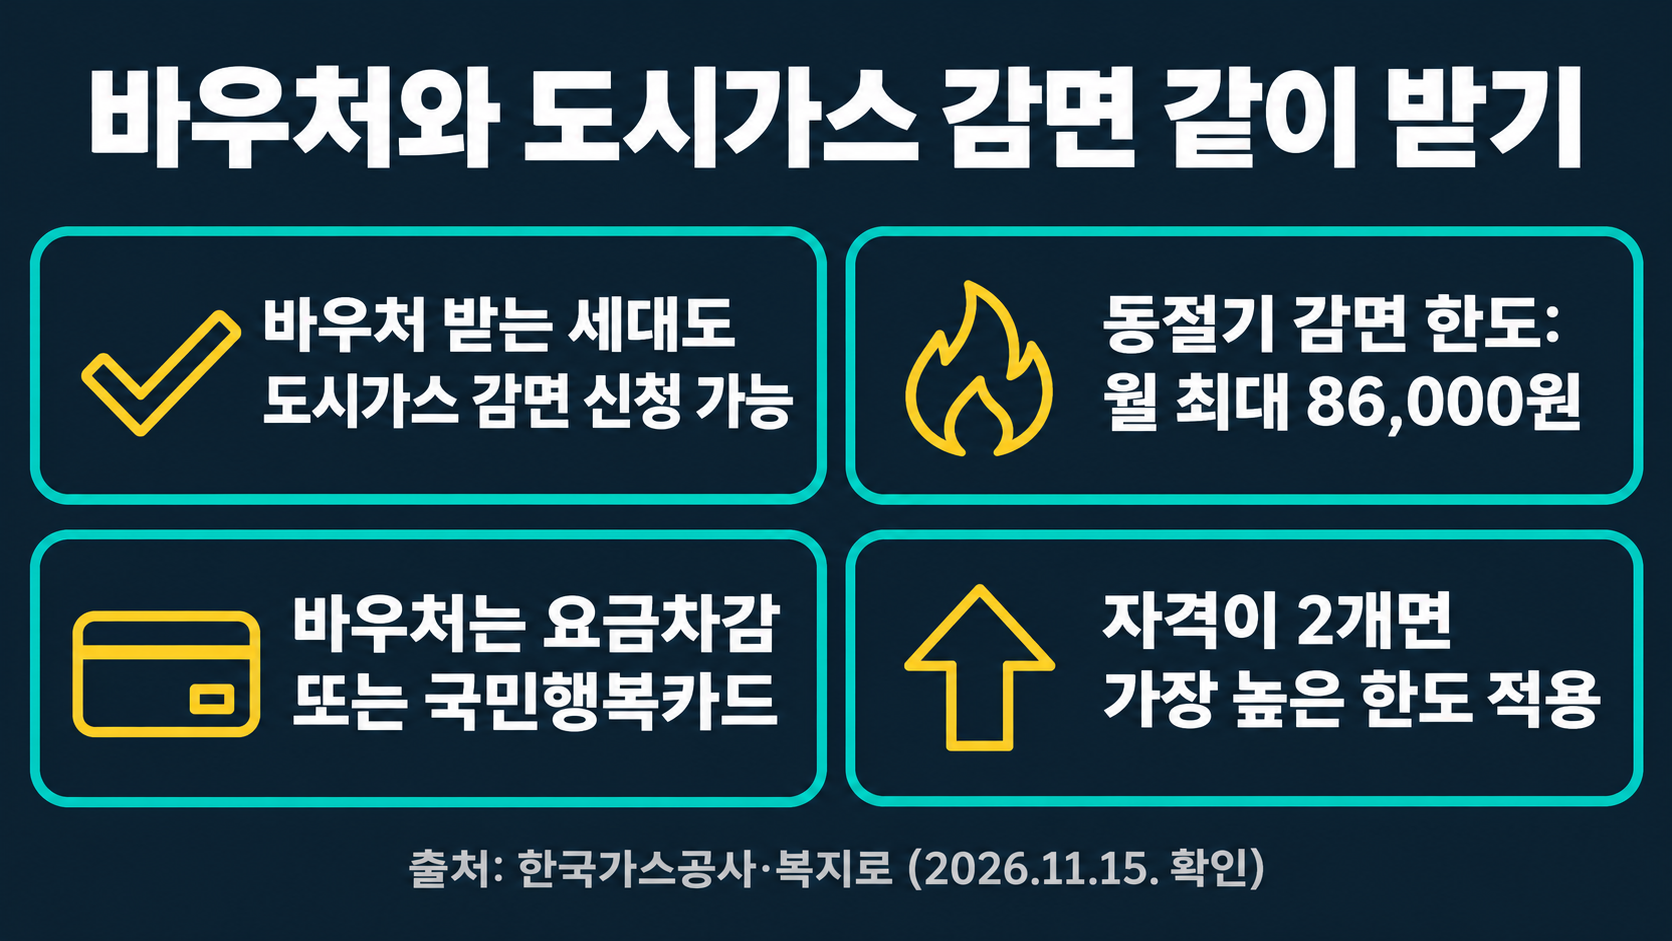 바우처와 도시가스 감면 같이 받기
바우처 받는 세대도
도시가스 감면 신청 가능
동절기 감면 한도:
월 최대 86,000원
바우처는 요금차감
또는 국민행복카드
자격이 2개면
가장 높은 한도 적용
출처: 한국가스공사·복지로 (2026.11.15. 확인)